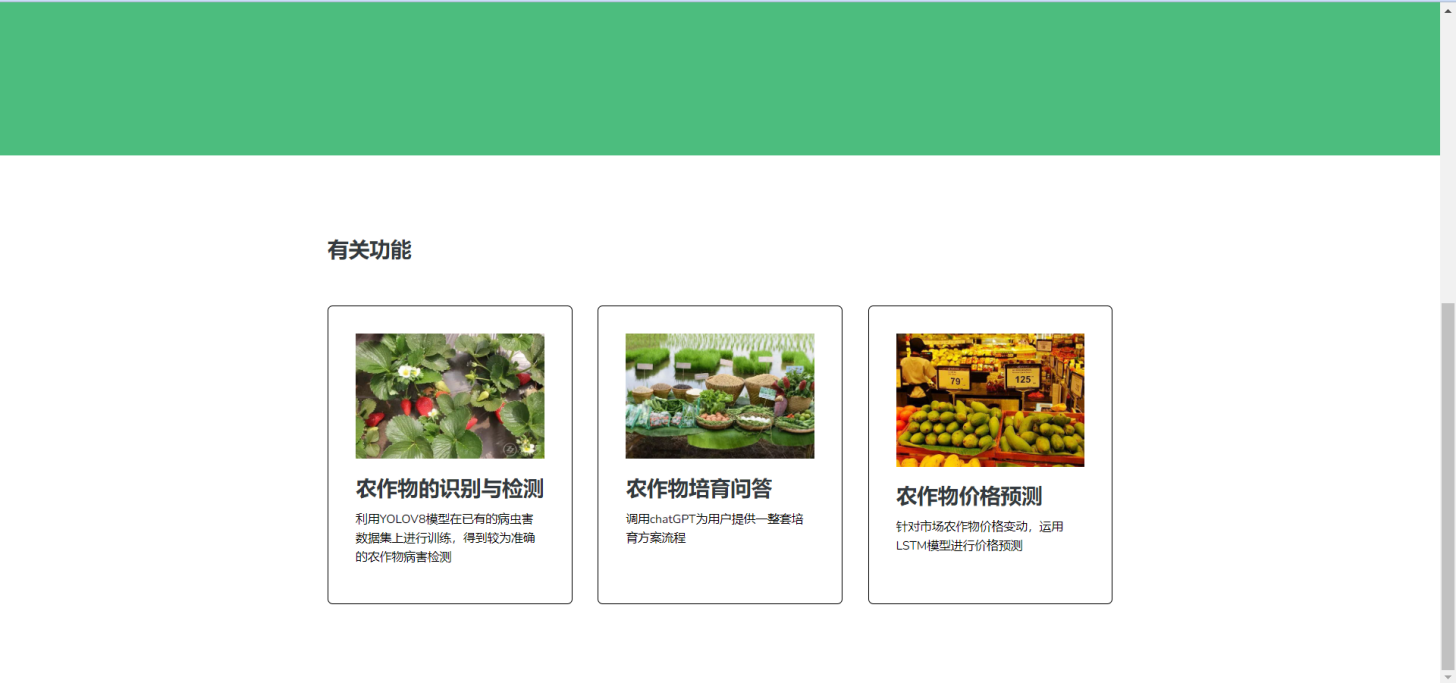 有关功能
79
125
农作物的识别与检测
利用YOLOV8模型在已有的病虫害
数据集上进行训练，得到较为准确
的农作物病害检测
农作物培育问答
调用chatGPT为用户提供一整套培
育方案流程
农作物价格预测
针对市场农作物价格变动，运用
LSTM模型进行价格预测